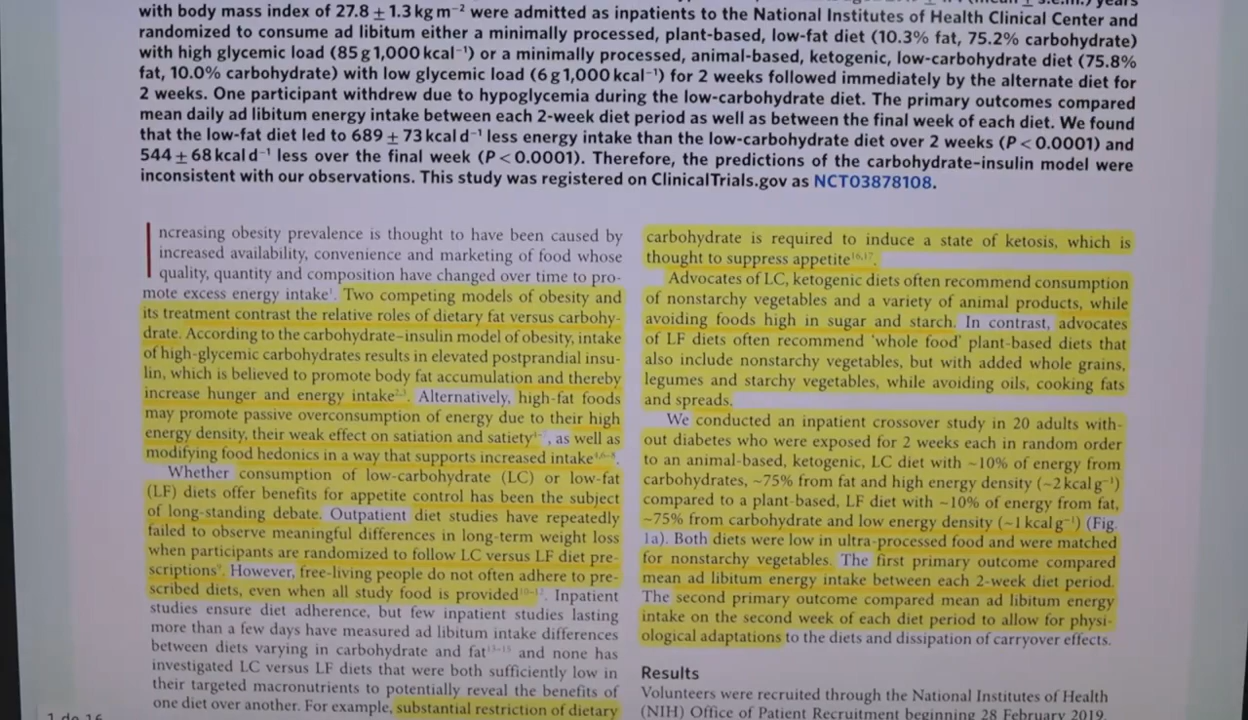 with body mass index of 27.8 ± 1.3 kg m⁻² were admitted as inpatients to the National Institutes of Health Clinical Center and
randomized to consume ad libitum either a minimally processed, plant-based, low-fat diet (10.3% fat, 75.2% carbohydrate)
with high glycemic load (85 g 1,000 kcal⁻¹) or a minimally processed, animal-based, ketogenic, low-carbohydrate diet (75.8%
fat, 10.0% carbohydrate) with low glycemic load (6 g 1,000 kcal⁻¹) for 2 weeks followed immediately by the alternate diet for
2 weeks. One participant withdrew due to hypoglycemia during the low-carbohydrate diet. The primary outcomes compared
mean daily ad libitum energy intake between each 2-week diet period as well as between the final week of each diet. We found
that the low-fat diet led to 689 ± 73 kcal d⁻¹ less energy intake than the low-carbohydrate diet over 2 weeks (P < 0.0001) and
544 ± 68 kcal d⁻¹ less over the final week (P < 0.0001). Therefore, the predictions of the carbohydrate–insulin model were
inconsistent with our observations. This study was registered on ClinicalTrials.gov as NCT03878108.
Increasing obesity prevalence is thought to have been caused by
increased availability, convenience and marketing of food whose
quality, quantity and composition have changed over time to pro-
mote excess energy intake¹. Two competing models of obesity and
its treatment contrast the relative roles of dietary fat versus carbohy-
drate. According to the carbohydrate–insulin model of obesity, intake
of high-glycemic carbohydrates results in elevated postprandial insu-
lin, which is believed to promote body fat accumulation and thereby
increase hunger and energy intake²,³. Alternatively, high-fat foods
may promote passive overconsumption of energy due to their high
energy density, their weak effect on satiation and satiety, as well as
modifying food hedonics in a way that supports increased intake.
Whether consumption of low-carbohydrate (LC) or low-fat
(LF) diets offer benefits for appetite control has been the subject
of long-standing debate. Outpatient diet studies have repeatedly
failed to observe meaningful differences in long-term weight loss
when participants are randomized to follow LC versus LF diet pre-
scriptions⁹. However, free-living people do not often adhere to pre-
scribed diets, even when all study food is provided¹⁰⁻¹². Inpatient
studies ensure diet adherence, but few inpatient studies lasting
more than a few days have measured ad libitum intake differences
between diets varying in carbohydrate and fat¹³⁻¹⁵ and none has
investigated LC versus LF diets that were both sufficiently low in
their targeted macronutrients to potentially reveal the benefits of
one diet over another. For example, substantial restriction of dietary
carbohydrate is required to induce a state of ketosis, which is
thought to suppress appetite¹⁶,¹⁷.
Advocates of LC, ketogenic diets often recommend consumption
of nonstarchy vegetables and a variety of animal products, while
avoiding foods high in sugar and starch. In contrast, advocates
of LF diets often recommend 'whole food' plant-based diets that
also include nonstarchy vegetables, but with added whole grains,
legumes and starchy vegetables, while avoiding oils, cooking fats
and spreads.
We conducted an inpatient crossover study in 20 adults with-
out diabetes who were exposed for 2 weeks each in random order
to an animal-based, ketogenic, LC diet with ~10% of energy from
carbohydrates, ~75% from fat and high energy density (~2 kcal g⁻¹)
compared to a plant-based, LF diet with ~10% of energy from fat,
~75% from carbohydrate and low energy density (~1 kcal g⁻¹) (Fig.
1a). Both diets were low in ultra-processed food and were matched
for nonstarchy vegetables. The first primary outcome compared
mean ad libitum energy intake between each 2-week diet period.
The second primary outcome compared mean ad libitum energy
intake on the second week of each diet period to allow for physi-
ological adaptations to the diets and dissipation of carryover effects.
Results
Volunteers were recruited through the National Institutes of Health
(NIH) Office of Patient Recruitment beginning 28 February 2019.
1 de 16